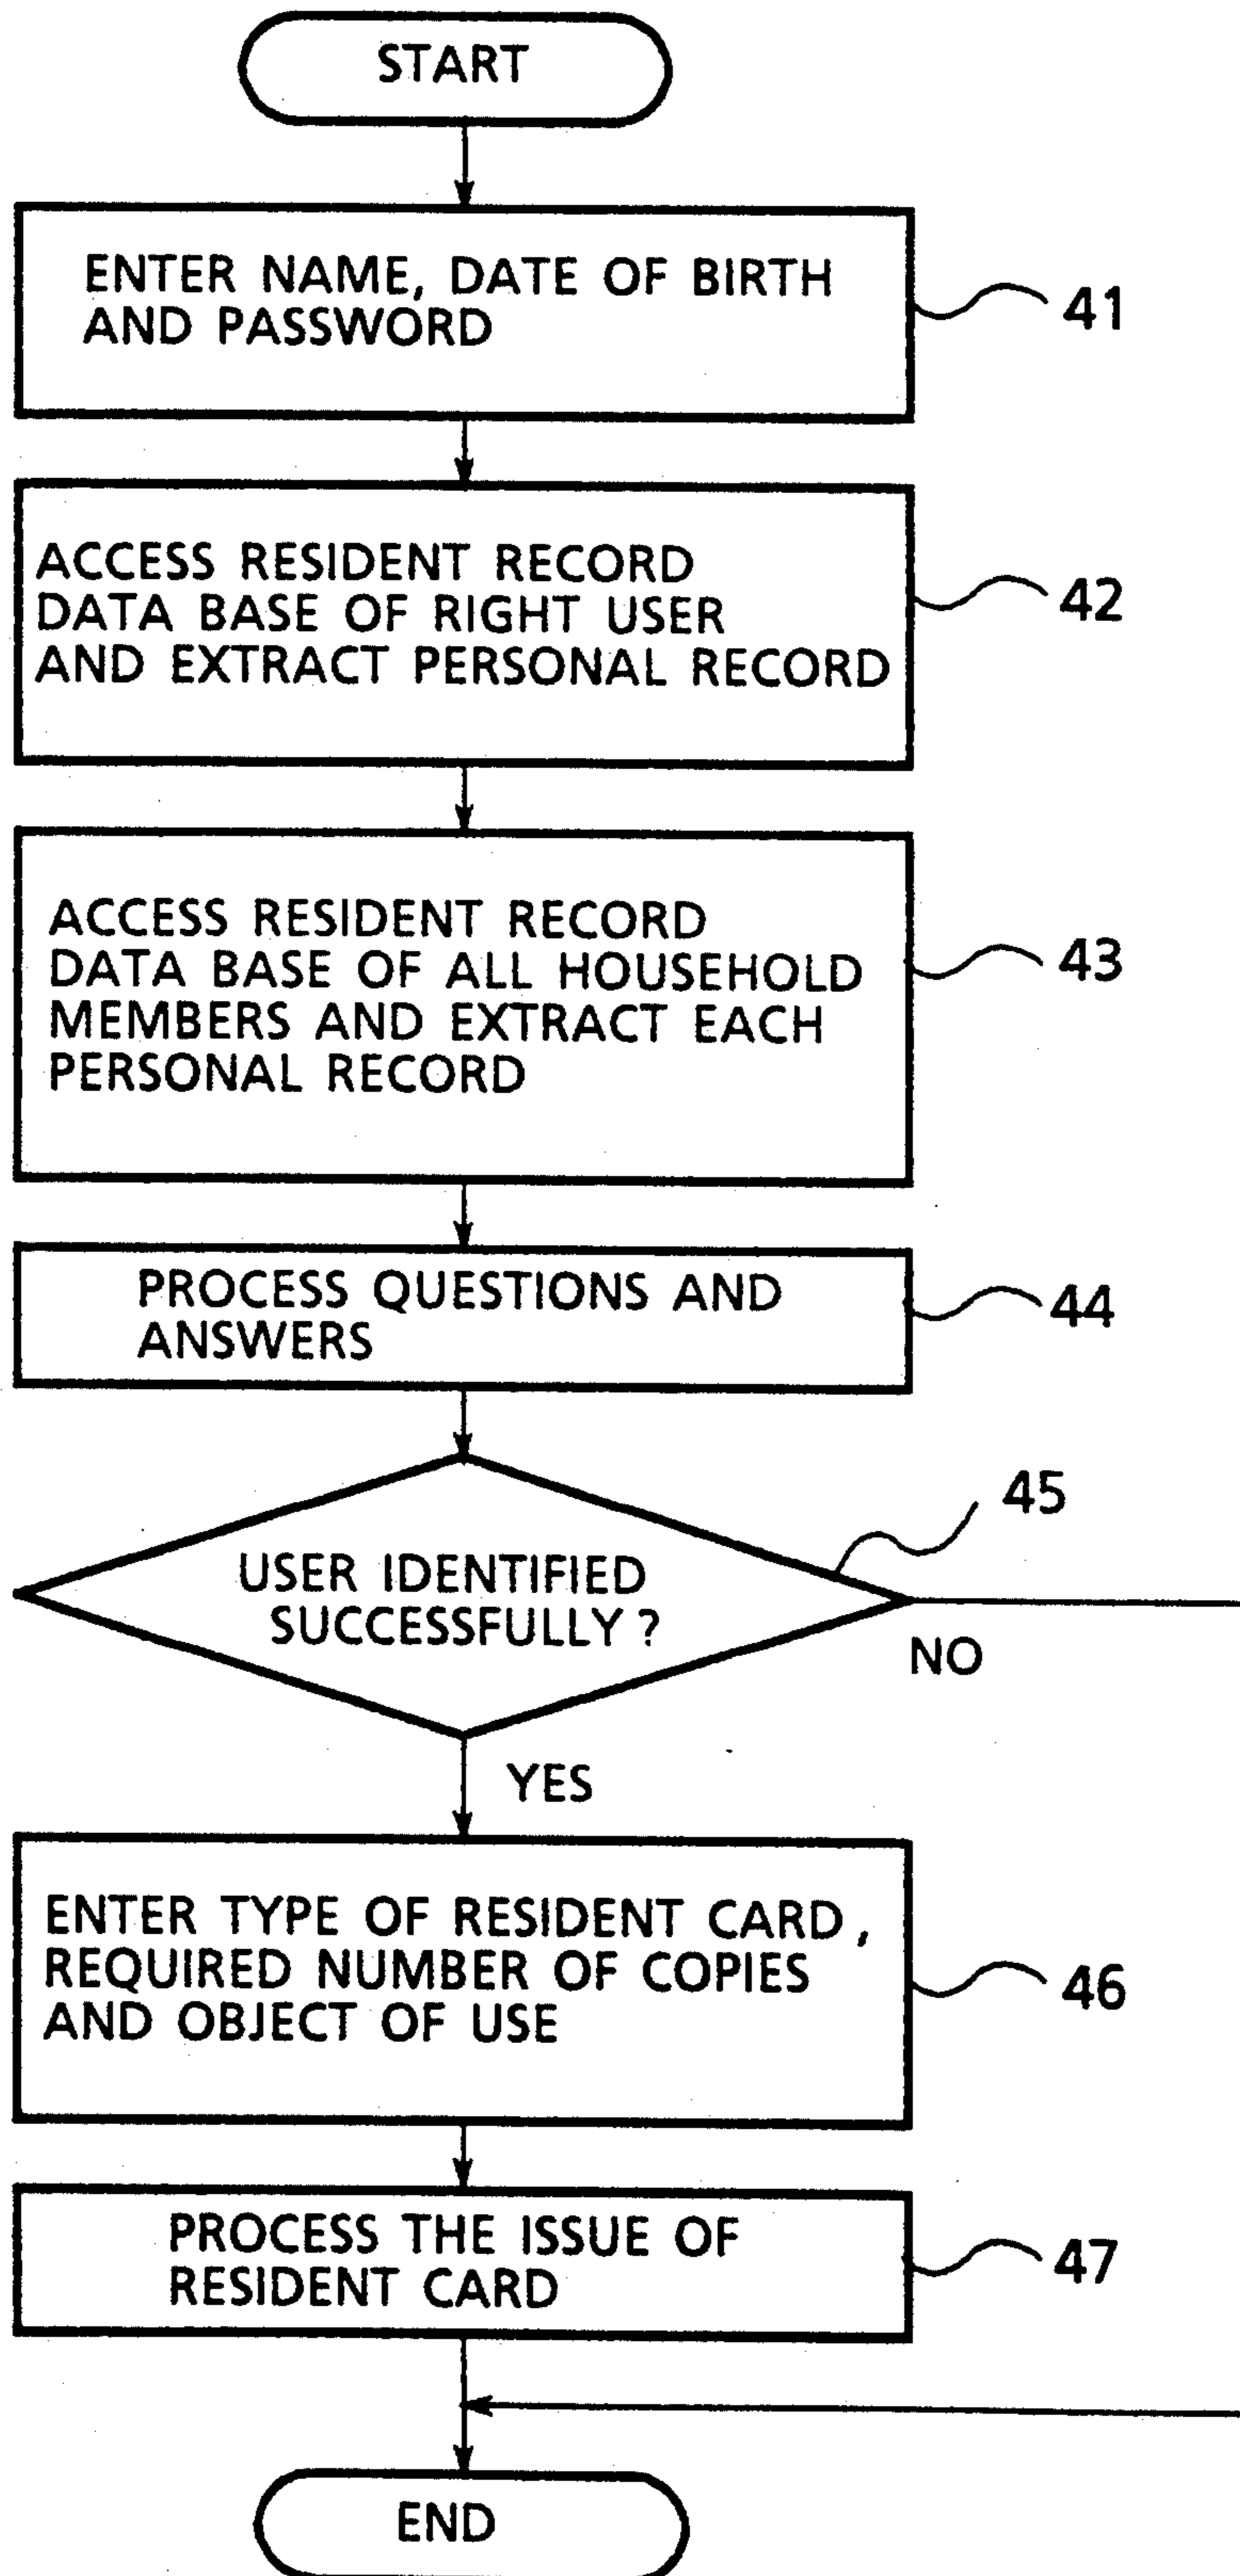 START
ENTER NAME, DATE OF BIRTH
AND PASSWORD
41
ACCESS RESIDENT RECORD
DATA BASE OF RIGHT USER
AND EXTRACT PERSONAL RECORD
42
ACCESS RESIDENT RECORD
DATA BASE OF ALL HOUSEHOLD
MEMBERS AND EXTRACT EACH
PERSONAL RECORD
43
PROCESS QUESTIONS AND
ANSWERS
44
45
USER IDENTIFIED
SUCCESSFULLY ?
NO
YES
ENTER TYPE OF RESIDENT CARD ,
REQUIRED NUMBER OF COPIES
AND OBJECT OF USE
46
PROCESS THE ISSUE OF
RESIDENT CARD
47
END